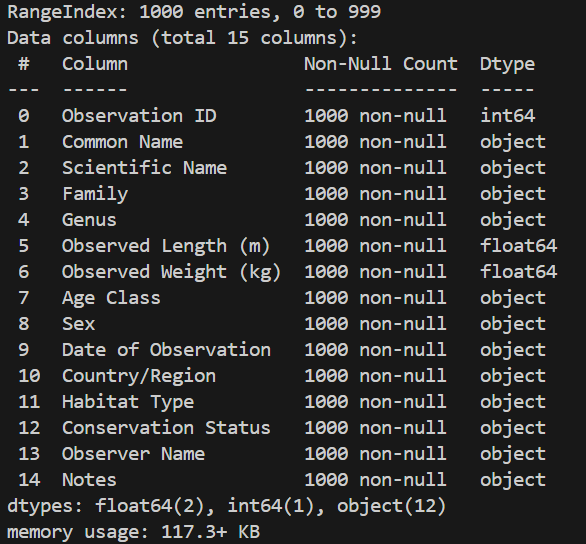 RangeIndex: 1000 entries, 0 to 999
Data columns (total 15 columns):
 #   Column                Non-Null Count  Dtype
---  ------                --------------  -----
 0   Observation ID        1000 non-null   int64
 1   Common Name           1000 non-null   object
 2   Scientific Name       1000 non-null   object
 3   Family                1000 non-null   object
 4   Genus                 1000 non-null   object
 5   Observed Length (m)   1000 non-null   float64
 6   Observed Weight (kg)  1000 non-null   float64
 7   Age Class             1000 non-null   object
 8   Sex                   1000 non-null   object
 9   Date of Observation   1000 non-null   object
 10  Country/Region        1000 non-null   object
 11  Habitat Type          1000 non-null   object
 12  Conservation Status   1000 non-null   object
 13  Observer Name         1000 non-null   object
 14  Notes                 1000 non-null   object
dtypes: float64(2), int64(1), object(12)
memory usage: 117.3+ KB